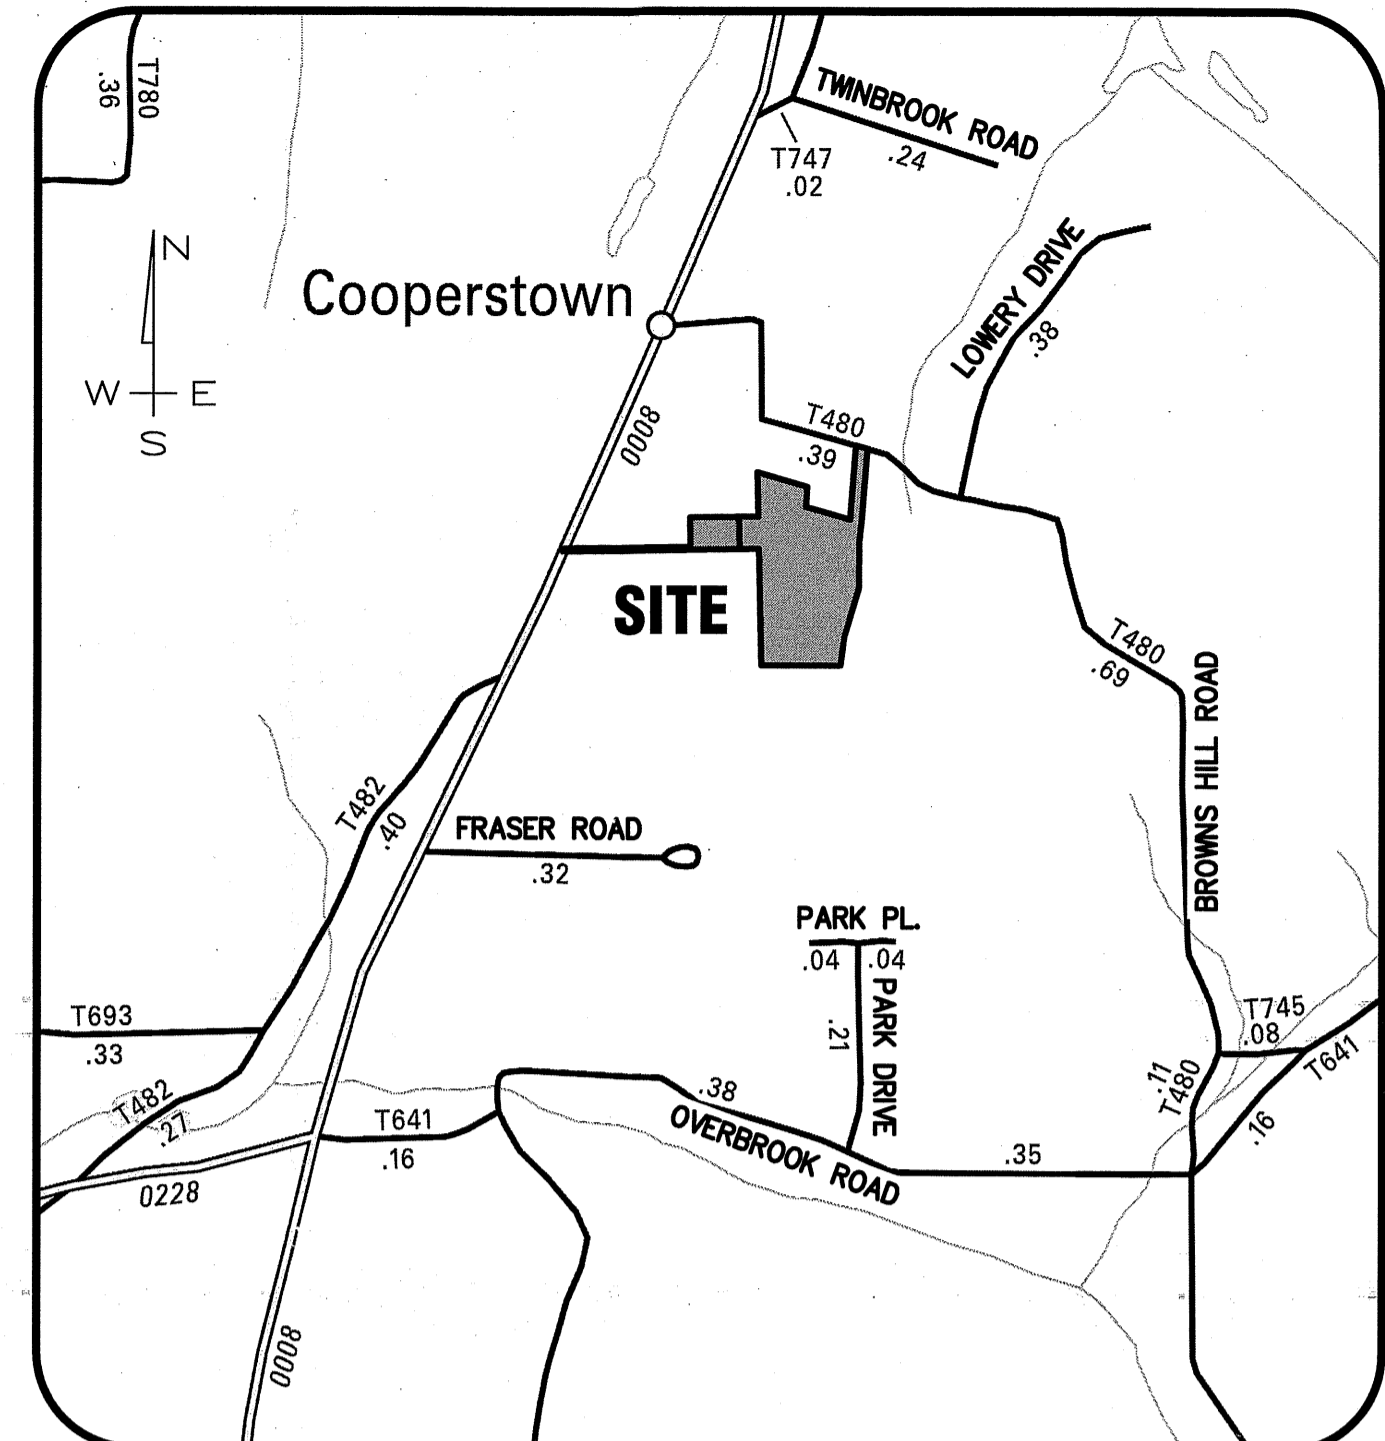 T780
.36
TWINBROOK ROAD
.24
T747
.02
N
W E
S
Cooperstown
LOWERY DRIVE
.38
0008
T480
.39
SITE
T480
.69
BROWNS HILL ROAD
T482
.40
FRASER ROAD
.32
PARK PL.
.04 .04
PARK DRIVE
.21
T693
.33
T745
.08
T641
.11
T480
.16
T482
.27
T641
.16
.38
OVERBROOK ROAD
.35
0228
0008